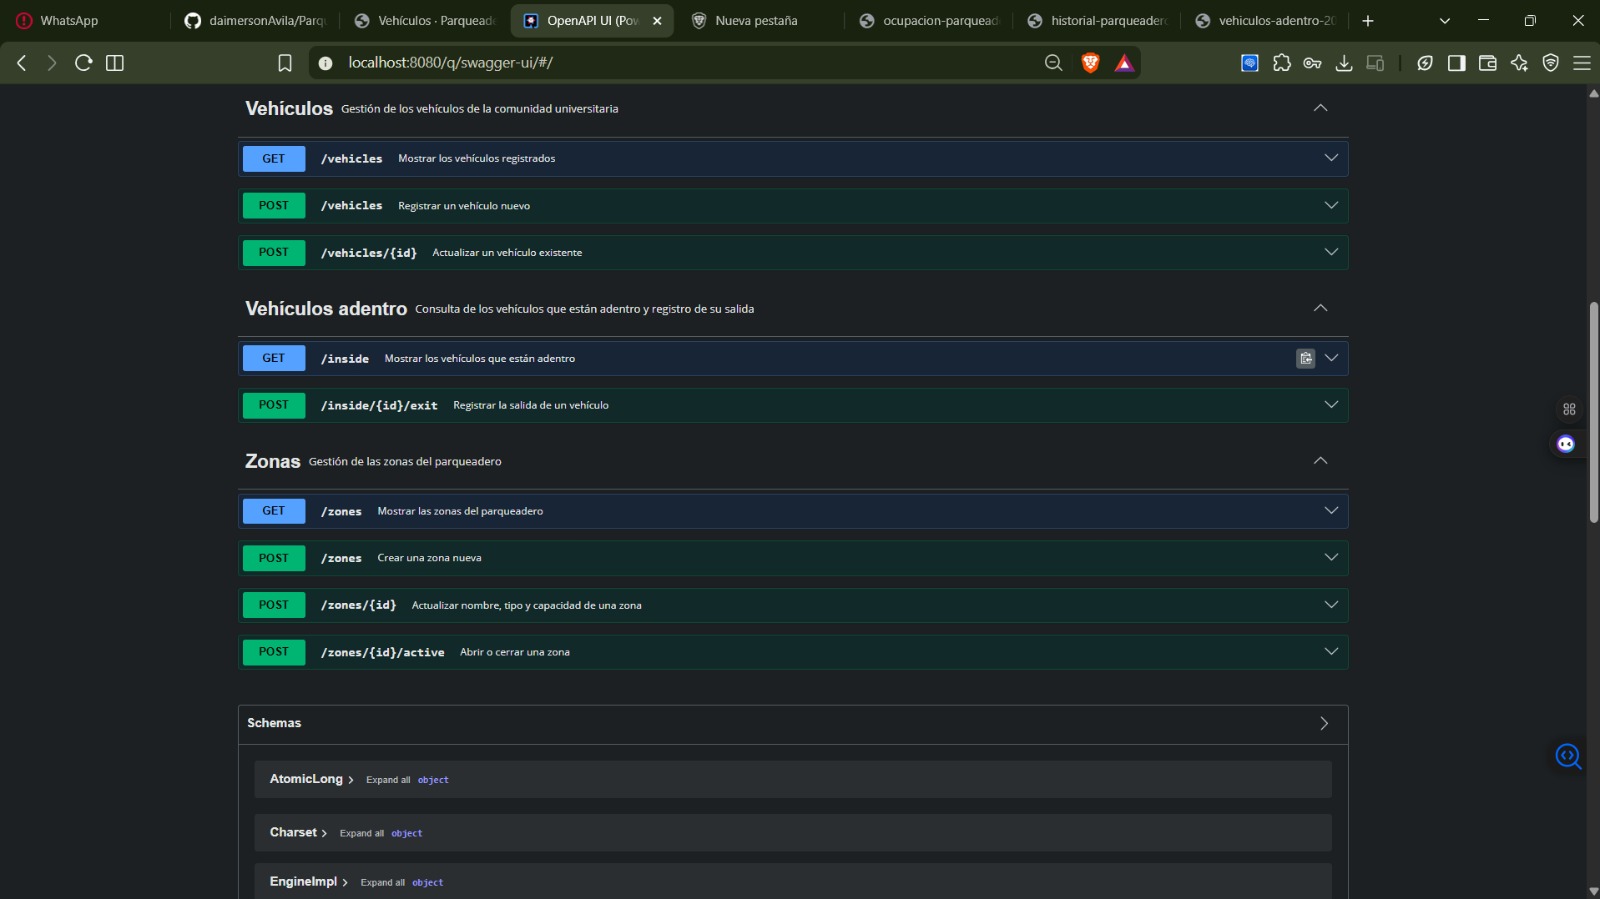 WhatsApp
daimersonAvila/Parqu
Vehículos · Parqueade
OpenAPI UI (Pow
Nueva pestaña
ocupacion-parquead
historial-parqueadero
vehiculos-adentro-20
localhost:8080/q/swagger-ui/#/
Vehículos Gestión de los vehículos de la comunidad universitaria
GET /vehicles Mostrar los vehículos registrados
POST /vehicles Registrar un vehículo nuevo
POST /vehicles/{id} Actualizar un vehículo existente
Vehículos adentro Consulta de los vehículos que están adentro y registro de su salida
GET /inside Mostrar los vehículos que están adentro
POST /inside/{id}/exit Registrar la salida de un vehículo
Zonas Gestión de las zonas del parqueadero
GET /zones Mostrar las zonas del parqueadero
POST /zones Crear una zona nueva
POST /zones/{id} Actualizar nombre, tipo y capacidad de una zona
POST /zones/{id}/active Abrir o cerrar una zona
Schemas
AtomicLong Expand all object
Charset Expand all object
EngineImpl Expand all object